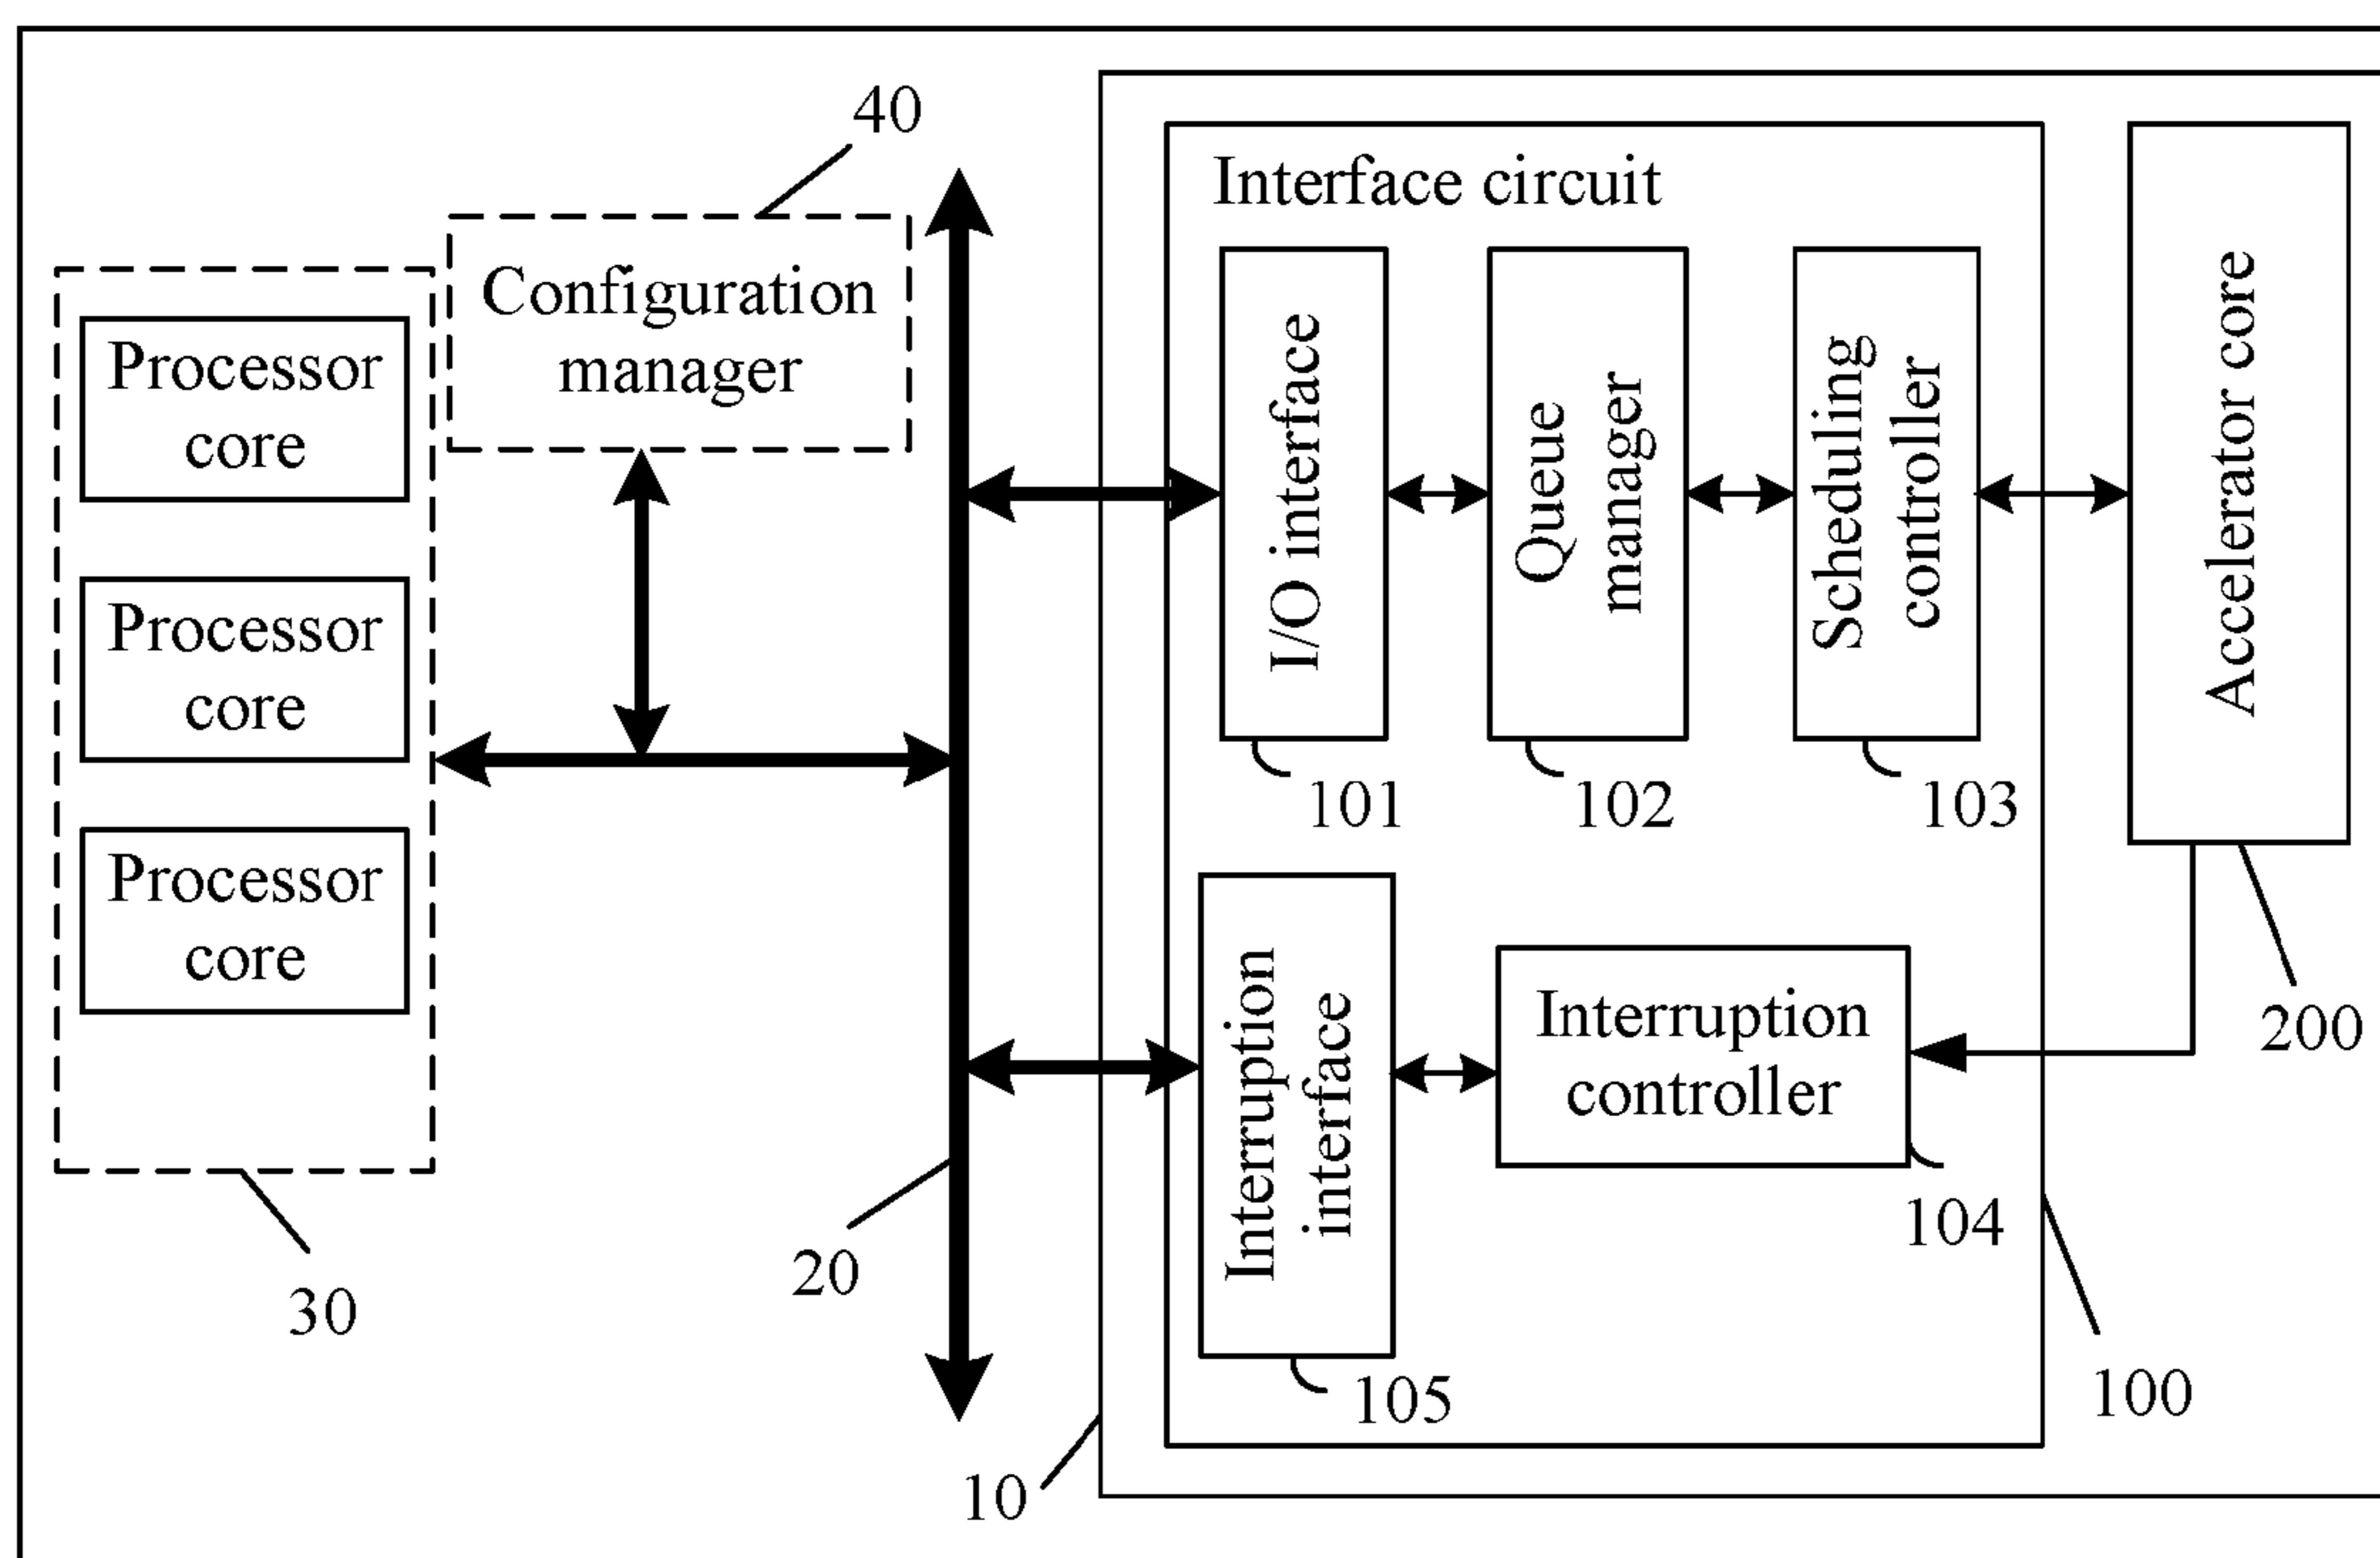 40
Configuration
manager
Processor
core
Processor
core
Processor
core
30
20
10
Interface circuit
I/O interface
Queue
manager
Scheduling
controller
Accelerator core
101
102
103
Interruption
interface
Interruption
controller
200
104
105
100